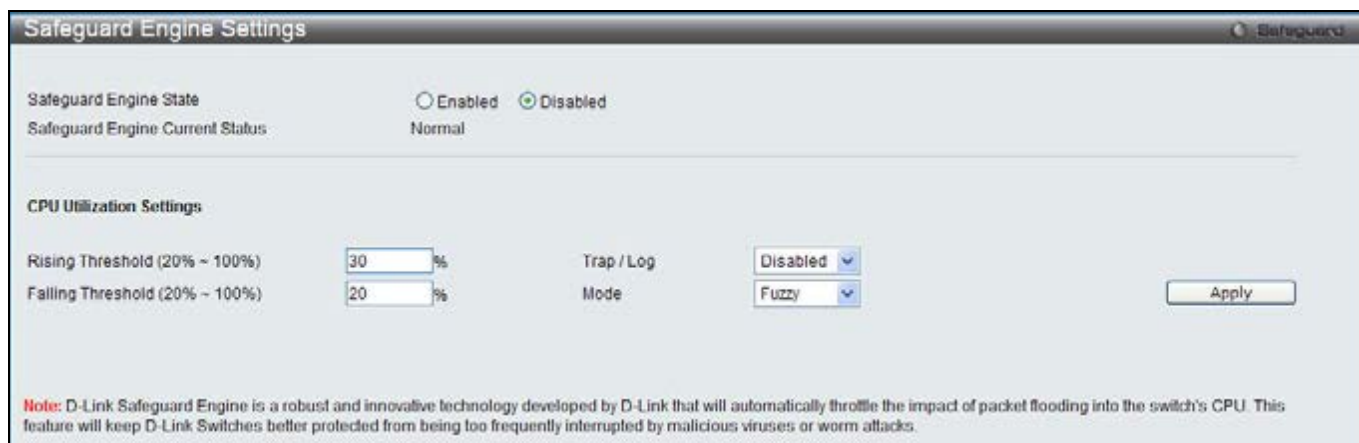 Safeguard Engine Settings Safeguard
Safeguard Engine State Enabled Disabled
Safeguard Engine Current Status Normal
CPU Utilization Settings
Rising Threshold (20% ~ 100%) 30 % Trap / Log Disabled
Falling Threshold (20% ~ 100%) 20 % Mode Fuzzy Apply
Note: D-Link Safeguard Engine is a robust and innovative technology developed by D-Link that will automatically throttle the impact of packet flooding into the switch's CPU. This
feature will keep D-Link Switches better protected from being too frequently interrupted by malicious viruses or worm attacks.